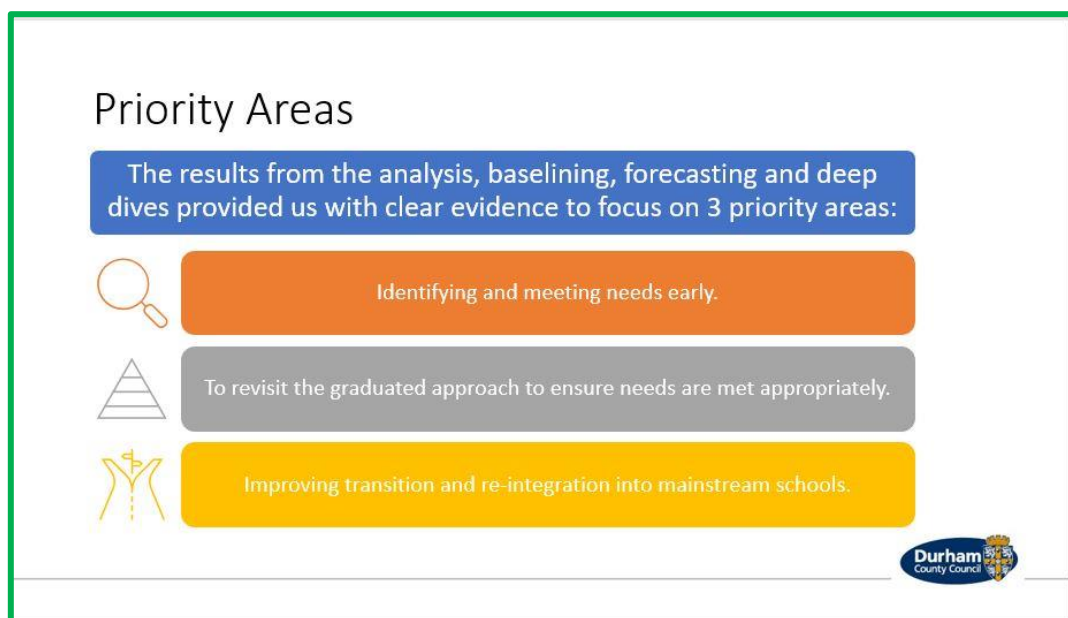 Priority Areas
The results from the analysis, baselining, forecasting and deep
dives provided us with clear evidence to focus on 3 priority areas:
Identifying and meeting needs early.
To revisit the graduated approach to ensure needs are met appropriately.
Improving transition and re-integration into mainstream schools.
Durham
County Council